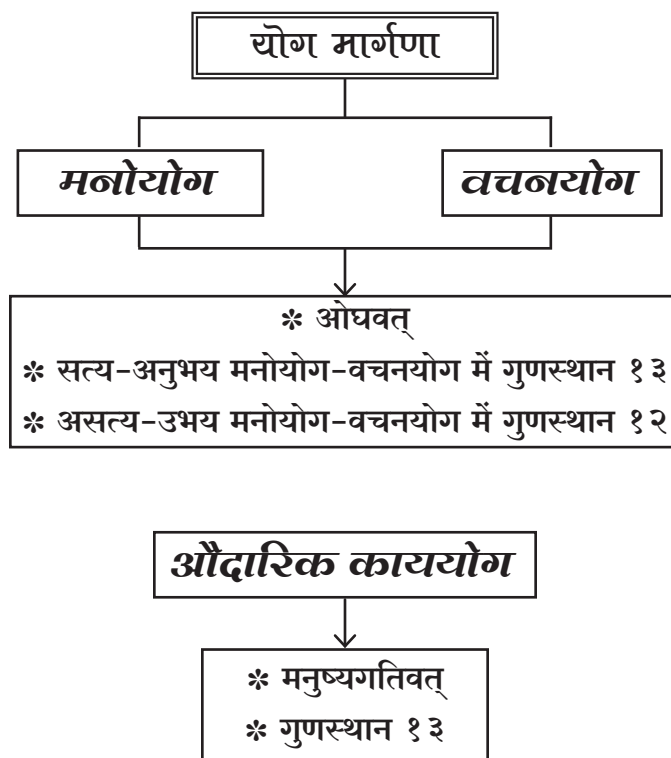 योग मार्गणा
मनोयोग
वचनयोग
* ओघवत्
* सत्य-अनुभय मनोयोग-वचनयोग में गुणस्थान १३
* असत्य-उभय मनोयोग-वचनयोग में गुणस्थान १२
औदारिक काययोग
* मनुष्यगतिवत्
* गुणस्थान १३